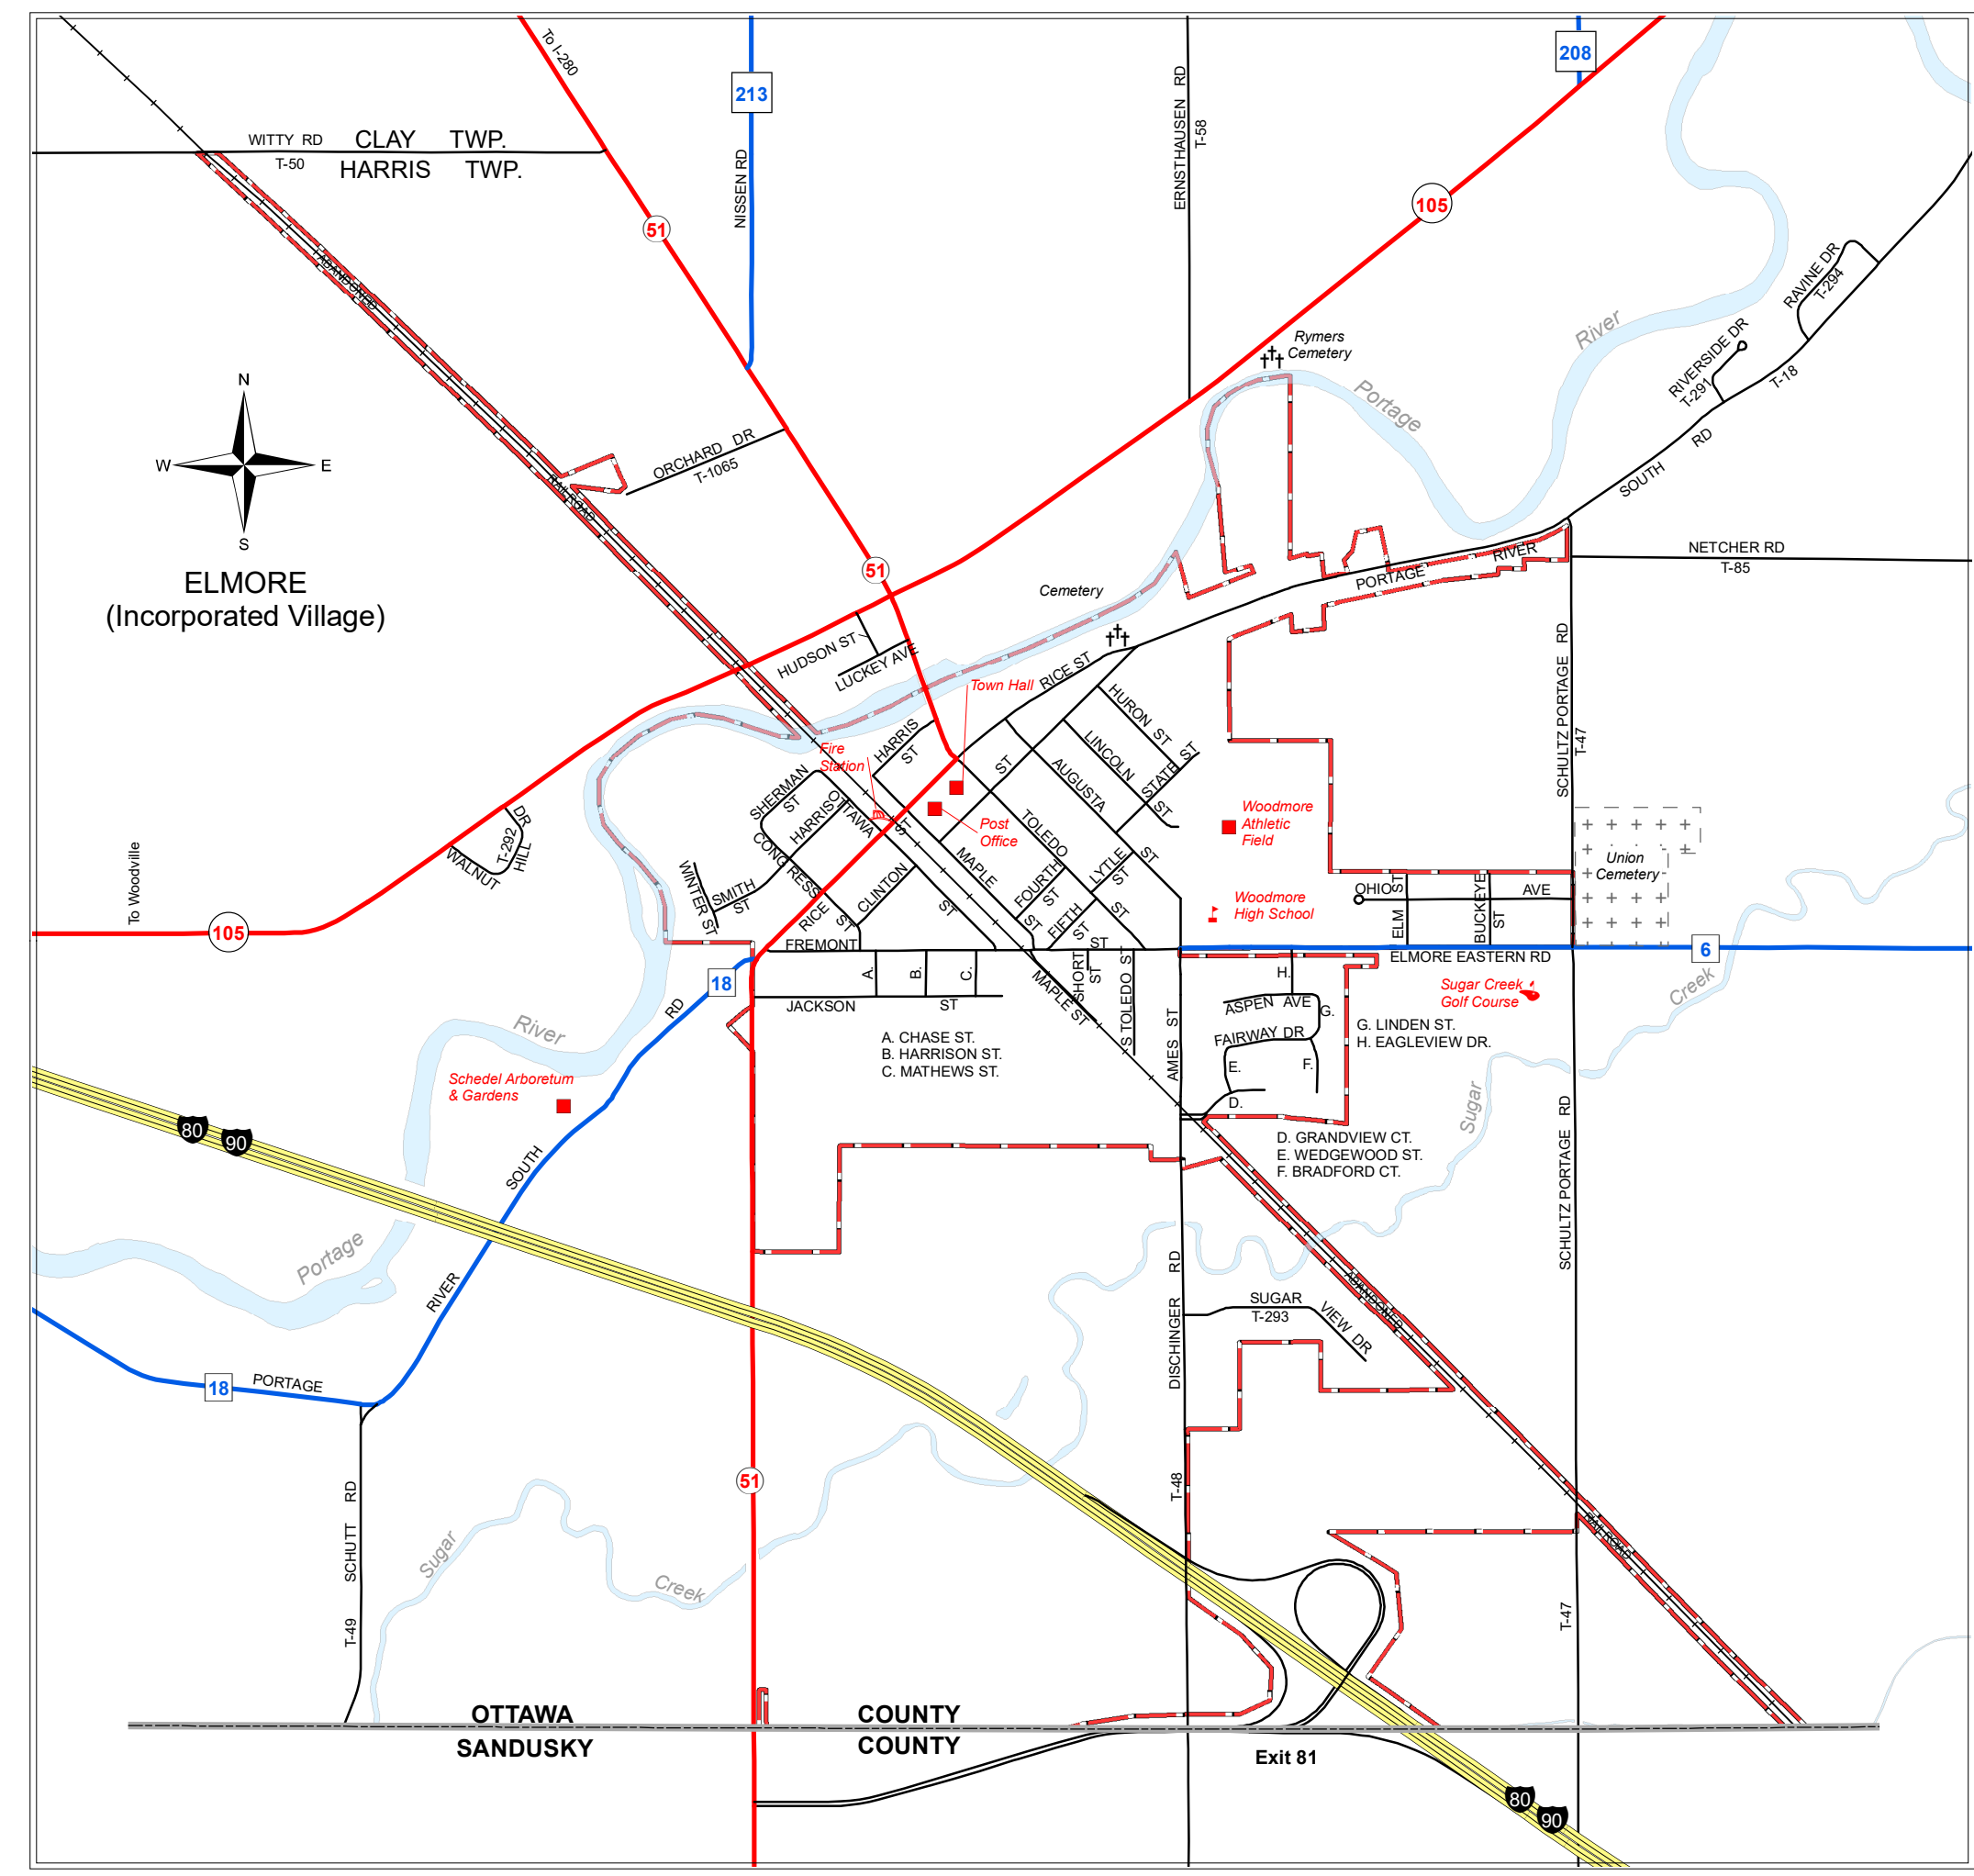 To I-280
213
208
WITTY RD
T-50
CLAY TWP.
HARRIS TWP.
NISSEN RD
ERNSTHAUSEN RD
T-58
51
105
ABANDONED
RAILROAD
N
W E
S
ELMORE
(Incorporated Village)
ORCHARD DR
T-1065
Rymers
Cemetery
Portage
River
RAVINE DR
T-294
RIVERSIDE DR
T-291
T-18
SOUTH RD
PORTAGE RIVER
NETCHER RD
T-85
51
Cemetery
HUDSON ST
LUCKEY AVE
Town Hall
RICE ST
HURON ST
LINCOLN ST
STATE ST
AUGUSTA ST
HARRIS ST
Fire
Station
SHERMAN ST
OTTAWA ST
HARRIS
ST
ST
TOLEDO ST
Post
Office
MAPLE ST
CONGRESS ST
CLINTON
LYTLE ST
FOURTH ST
FIFTH ST
WINTER ST
SMITH ST
RICE
FREMONT ST
Woodmore
Athletic
Field
Woodmore
High School
SCHULTZ PORTAGE RD
T-47
Union
Cemetery
OHIO AVE
ELM ST
BUCKEYE ST
ELMORE EASTERN RD
6
To Woodville
105
WALNUT HILL DR
T-292
18
A.
B.
C.
JACKSON ST
MAPLE ST
SHORT ST
S TOLEDO ST
AMES ST
H.
ASPEN AVE
G.
FAIRWAY DR
E.
F.
D.
A. CHASE ST.
B. HARRISON ST.
C. MATHEWS ST.
G. LINDEN ST.
H. EAGLEVIEW DR.
D. GRANDVIEW CT.
E. WEDGEWOOD ST.
F. BRADFORD CT.
Sugar Creek
Golf Course
Sugar
Creek
River
Schedel Arboretum
& Gardens
80
90
Portage
PORTAGE RIVER SOUTH RD
18
SCHULTZ PORTAGE RD
DISCHINGER RD
T-48
SUGAR VIEW DR
T-293
ABANDONED
RAILROAD
51
SCHUTT RD
T-49
Sugar
Creek
T-47
OTTAWA COUNTY
SANDUSKY COUNTY
Exit 81
80
90